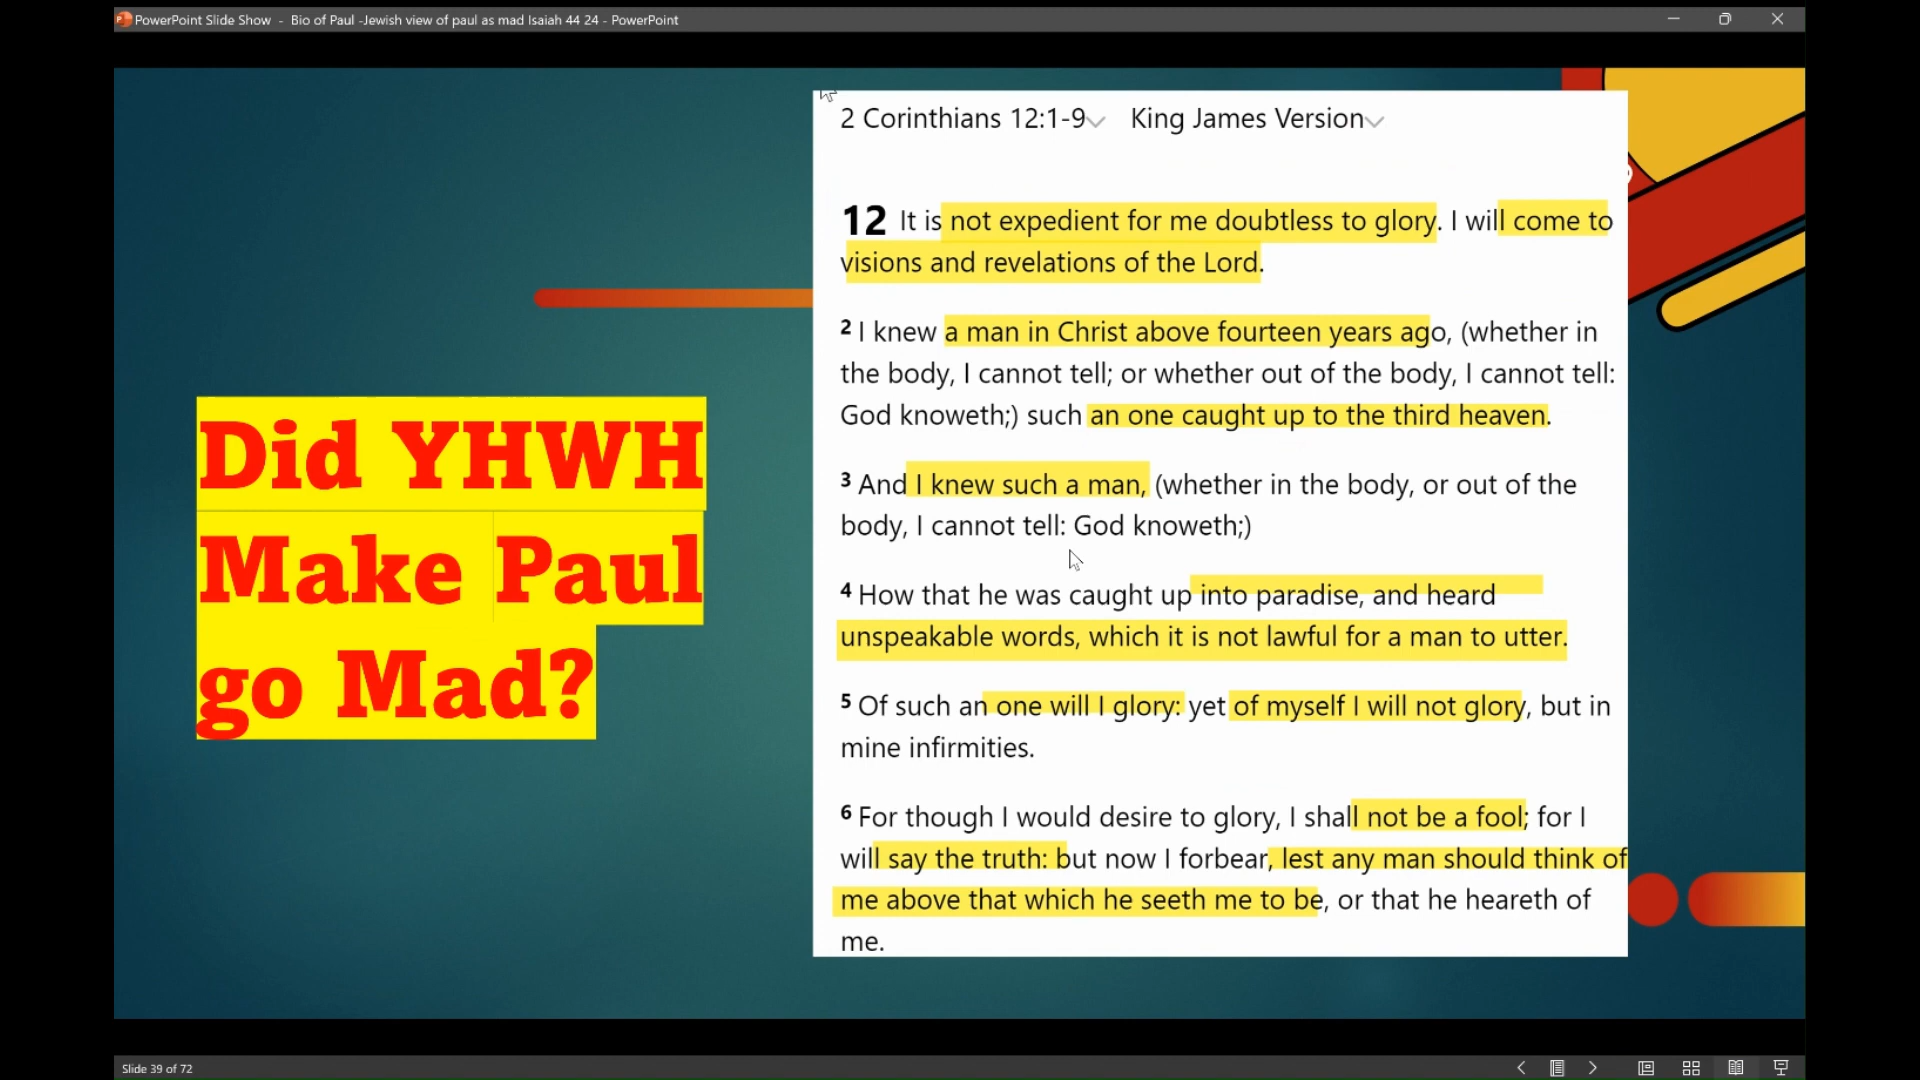 PowerPoint Slide Show - Bio of Paul -Jewish view of paul as mad Isaiah 44 24 - PowerPoint
Did YHWH
Make Paul
go Mad?
2 Corinthians 12:1-9 King James Version
12 It is not expedient for me doubtless to glory. I will come to
visions and revelations of the Lord.
2 I knew a man in Christ above fourteen years ago, (whether in
the body, I cannot tell; or whether out of the body, I cannot tell:
God knoweth;) such an one caught up to the third heaven.
3 And I knew such a man, (whether in the body, or out of the
body, I cannot tell: God knoweth;)
4 How that he was caught up into paradise, and heard
unspeakable words, which it is not lawful for a man to utter.
5 Of such an one will I glory: yet of myself I will not glory, but in
mine infirmities.
6 For though I would desire to glory, I shall not be a fool; for I
will say the truth: but now I forbear, lest any man should think of
me above that which he seeth me to be, or that he heareth of
me.
Slide 39 of 72